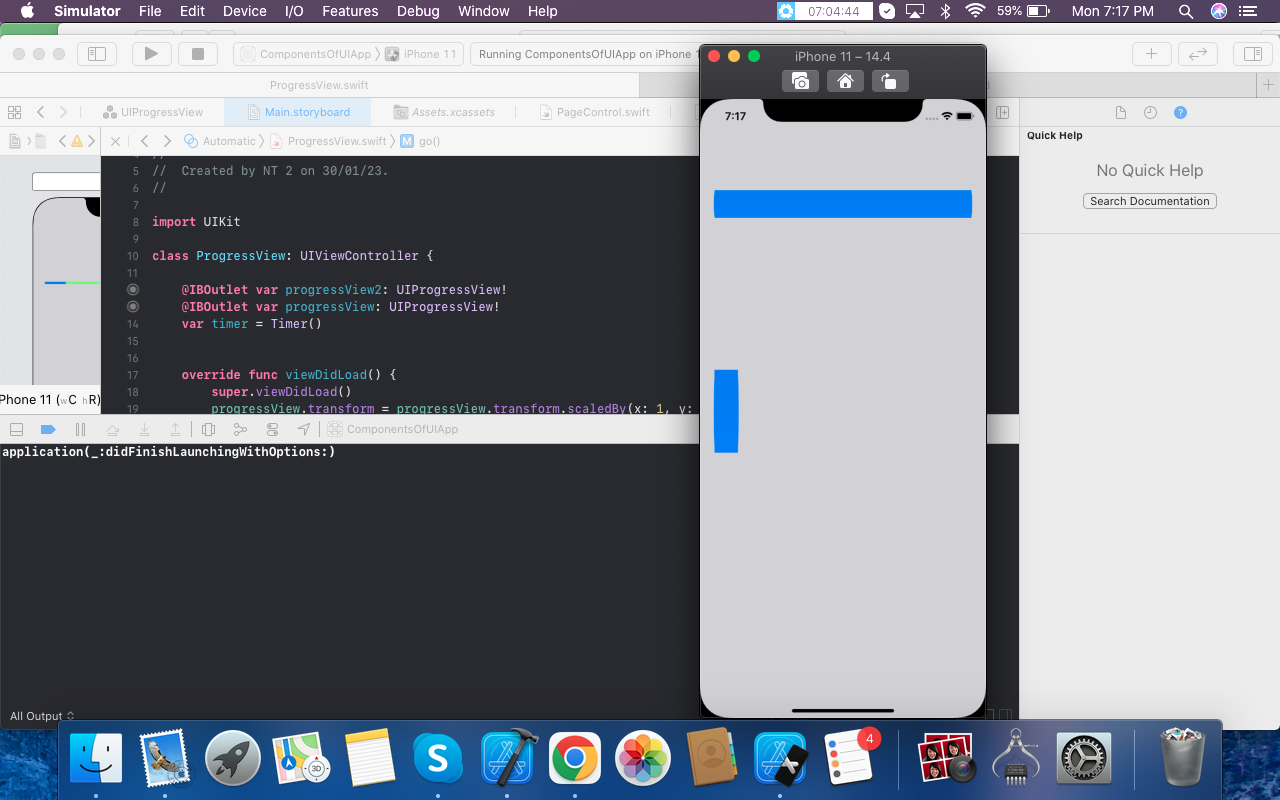 Simulator File Edit Device I/O Features Debug Window Help 07:04:44 59% Mon 7:17 PM
ComponentsOfUIApp iPhone 11 Running ComponentsOfUIApp on iPhone 1
iPhone 11 – 14.4
ProgressView.swift
UIProgressView Main.storyboard Assets.xcassets PageControl.swift
Automatic ProgressView.swift M go()
7:17
Quick Help
No Quick Help
Search Documentation
5 // Created by NT 2 on 30/01/23.
6 //
7
8 import UIKit
9
10 class ProgressView: UIViewController {
11
@IBOutlet var progressView2: UIProgressView!
@IBOutlet var progressView: UIProgressView!
14 var timer = Timer()
15
16
17 override func viewDidLoad() {
18 super.viewDidLoad()
19 progressView.transform = progressView.transform.scaledBy(x: 1, y:
Phone 11 (wC hR)
ComponentsOfUIApp
application(_:didFinishLaunchingWithOptions:)
All Output
3D
4